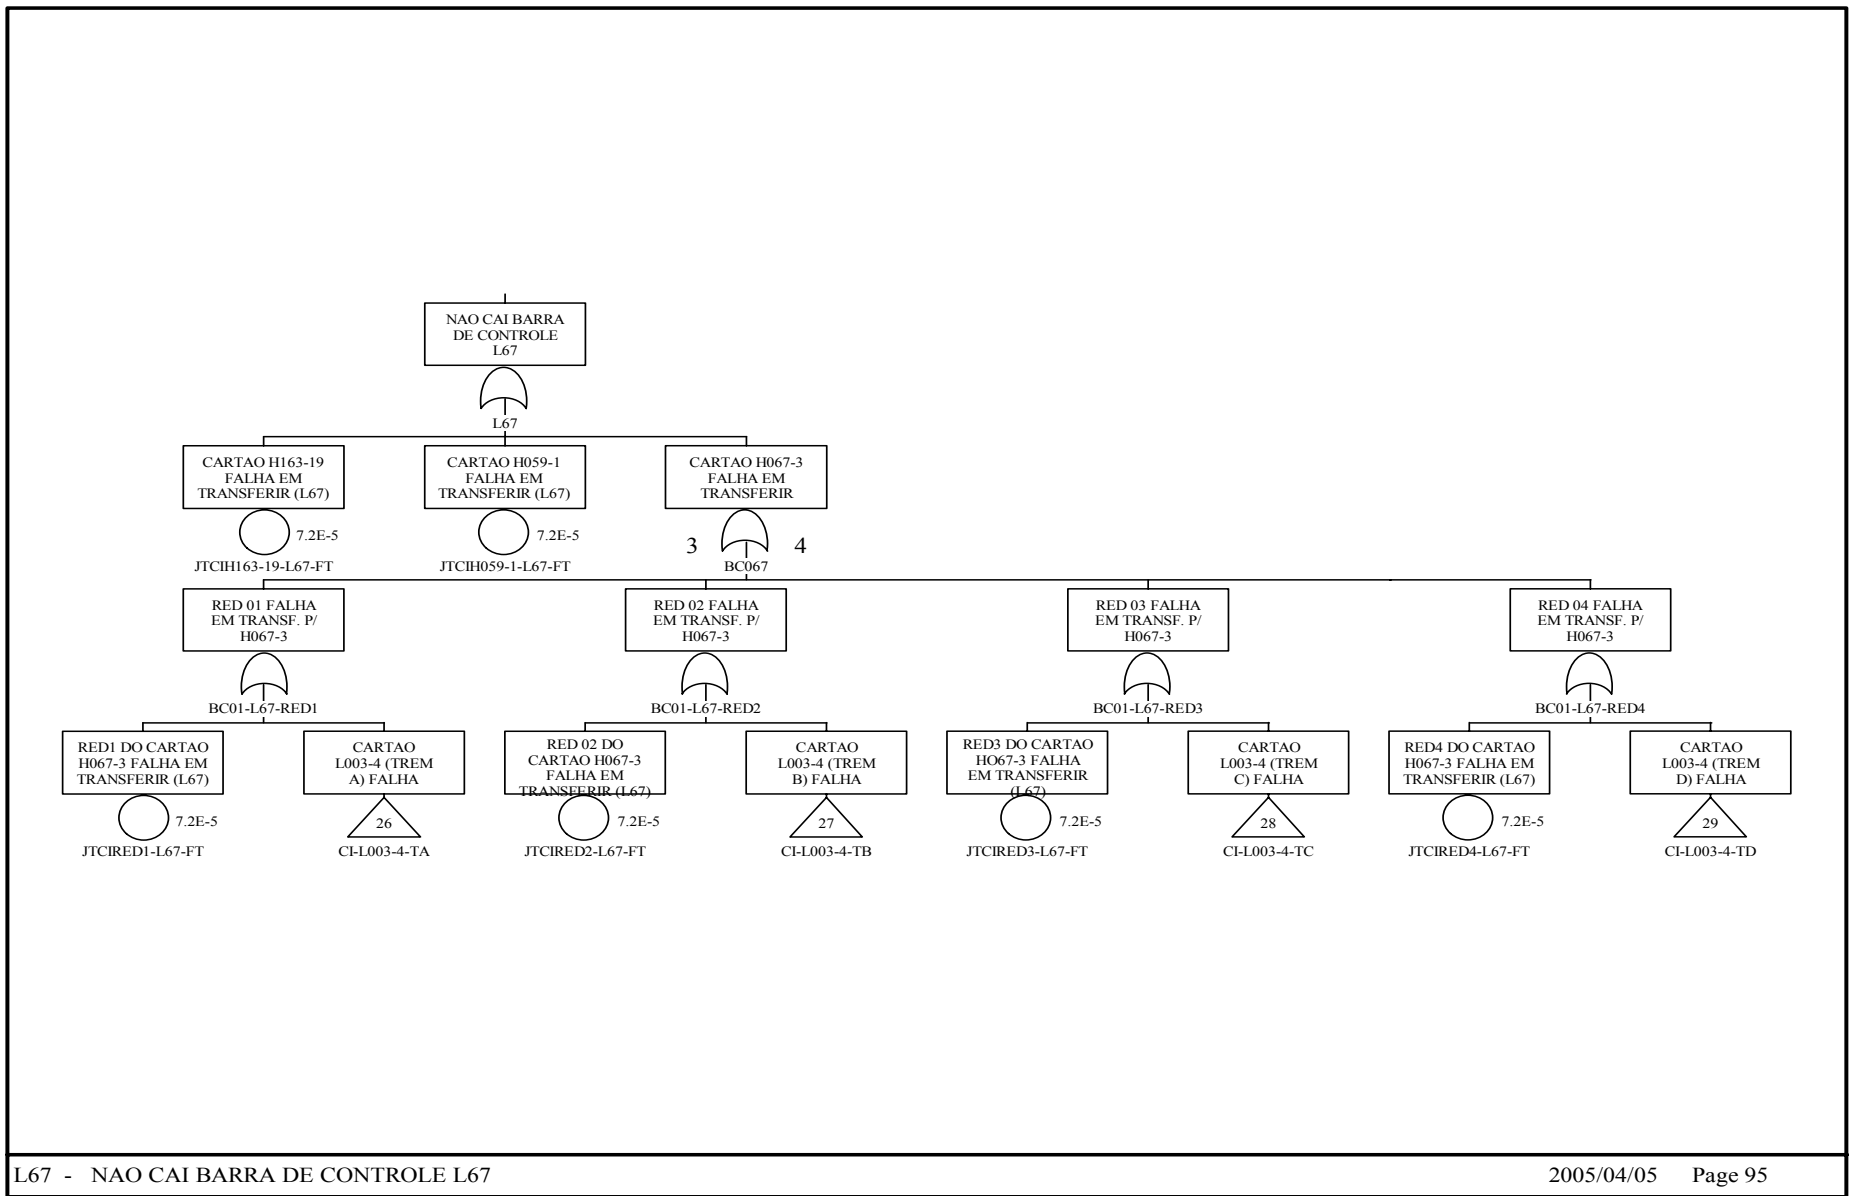 NAO CAI BARRA
DE CONTROLE
L67
L67
CARTAO H163-19
FALHA EM
TRANSFERIR (L67)
7.2E-5
JTCIH163-19-L67-FT
CARTAO H059-1
FALHA EM
TRANSFERIR (L67)
7.2E-5
JTCIH059-1-L67-FT
CARTAO H067-3
FALHA EM
TRANSFERIR
3 4
BC067
RED 01 FALHA
EM TRANSF. P/
H067-3
BC01-L67-RED1
RED 02 FALHA
EM TRANSF. P/
H067-3
BC01-L67-RED2
RED 03 FALHA
EM TRANSF. P/
H067-3
BC01-L67-RED3
RED 04 FALHA
EM TRANSF. P/
H067-3
BC01-L67-RED4
RED1 DO CARTAO
H067-3 FALHA EM
TRANSFERIR (L67)
7.2E-5
JTCIRED1-L67-FT
CARTAO
L003-4 (TREM
A) FALHA
26
CI-L003-4-TA
RED 02 DO
CARTAO H067-3
FALHA EM
TRANSFERIR (L67)
7.2E-5
JTCIRED2-L67-FT
CARTAO
L003-4 (TREM
B) FALHA
27
CI-L003-4-TB
RED3 DO CARTAO
HO67-3 FALHA
EM TRANSFERIR
(L67)
7.2E-5
JTCIRED3-L67-FT
CARTAO
L003-4 (TREM
C) FALHA
28
CI-L003-4-TC
RED4 DO CARTAO
H067-3 FALHA EM
TRANSFERIR (L67)
7.2E-5
JTCIRED4-L67-FT
CARTAO
L003-4 (TREM
D) FALHA
29
CI-L003-4-TD
L67 - NAO CAI BARRA DE CONTROLE L67
2005/04/05 Page 95